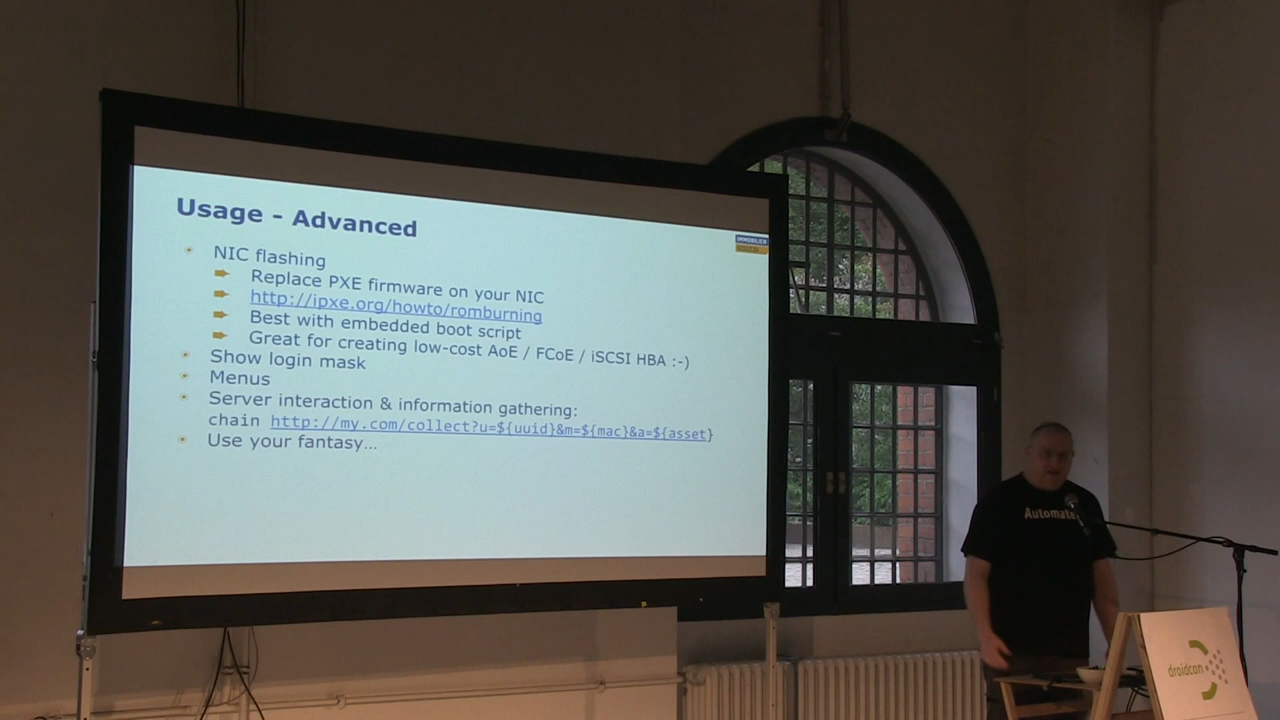 Usage - Advanced
NIC flashing
Replace PXE firmware on your NIC
http://ipxe.org/howto/romburning
Best with embedded boot script
Great for creating low-cost AoE / FCoE / iSCSI HBA :-)
Show login mask
Menus
Server interaction & information gathering:
chain http://my.com/collect?u=${uuid}&m=${mac}&a=${asset}
Use your fantasy...
IMMOBILIEN
Automate
droidcon